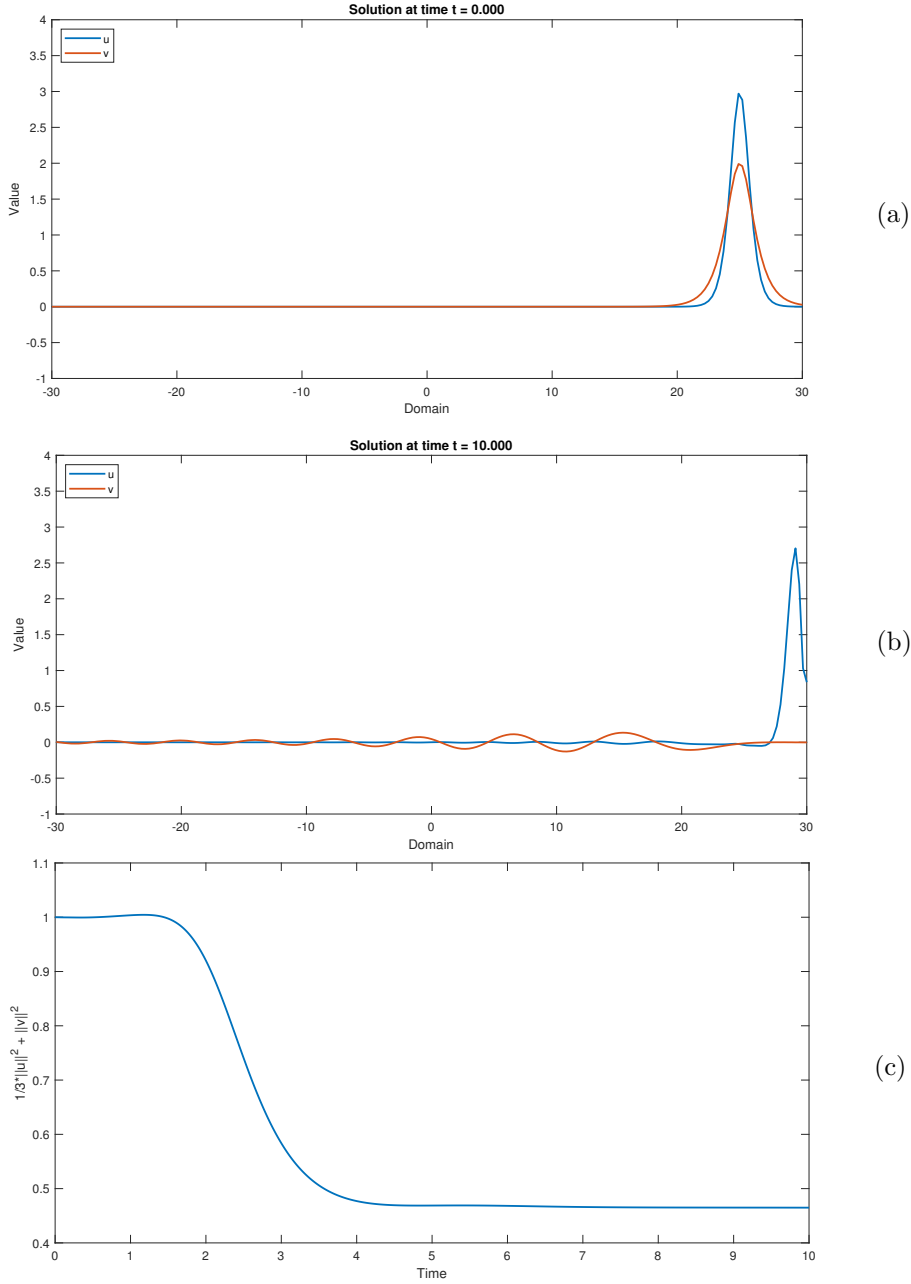 Solution at time t = 0.000
4
3.5
3
2.5
2
1.5
1
0.5
0
-0.5
-1
u
v
Value
-30 -20 -10 0 10 20 30
Domain
(a)
Solution at time t = 10.000
4
3.5
3
2.5
2
1.5
1
0.5
0
-0.5
-1
u
v
Value
-30 -20 -10 0 10 20 30
Domain
(b)
1.1
1
0.9
0.8
0.7
0.6
0.5
0.4
1/3*||u||^2 + ||v||^2
0 1 2 3 4 5 6 7 8 9 10
Time
(c)